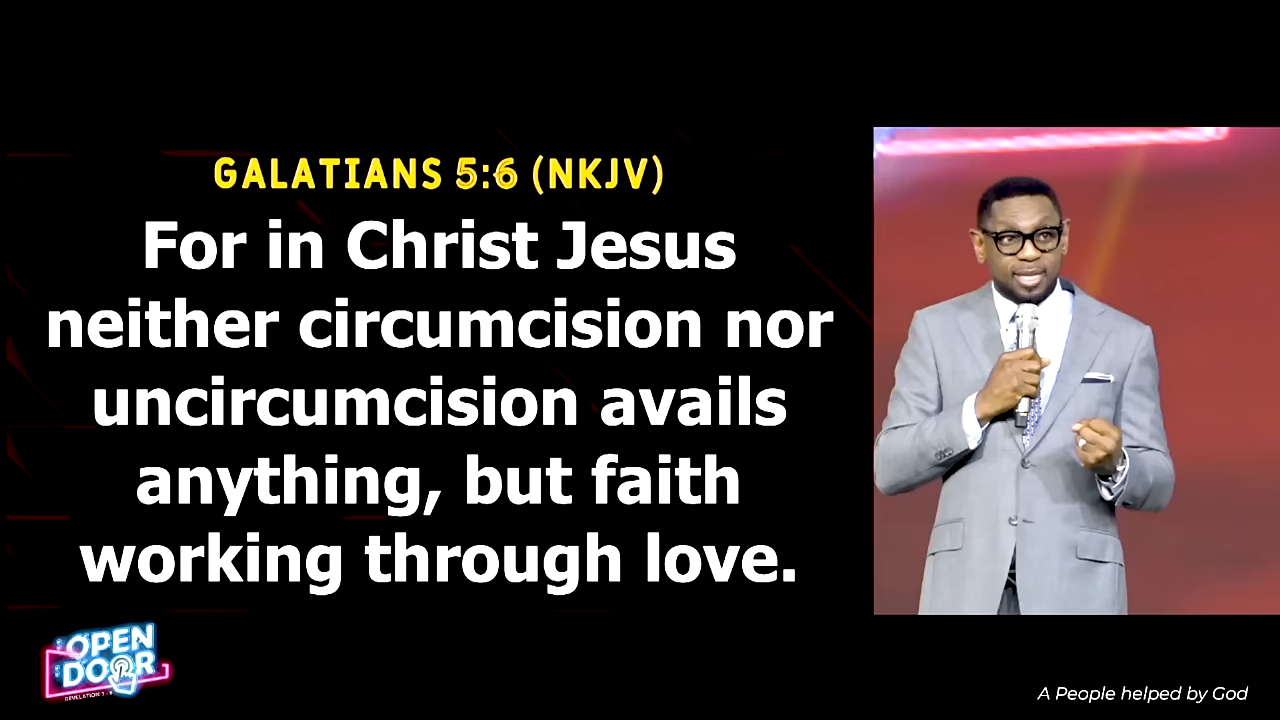 GALATIANS 5:6 (NKJV)
For in Christ Jesus
neither circumcision nor
uncircumcision avails
anything, but faith
working through love.
OPEN
DOOR
A People helped by God